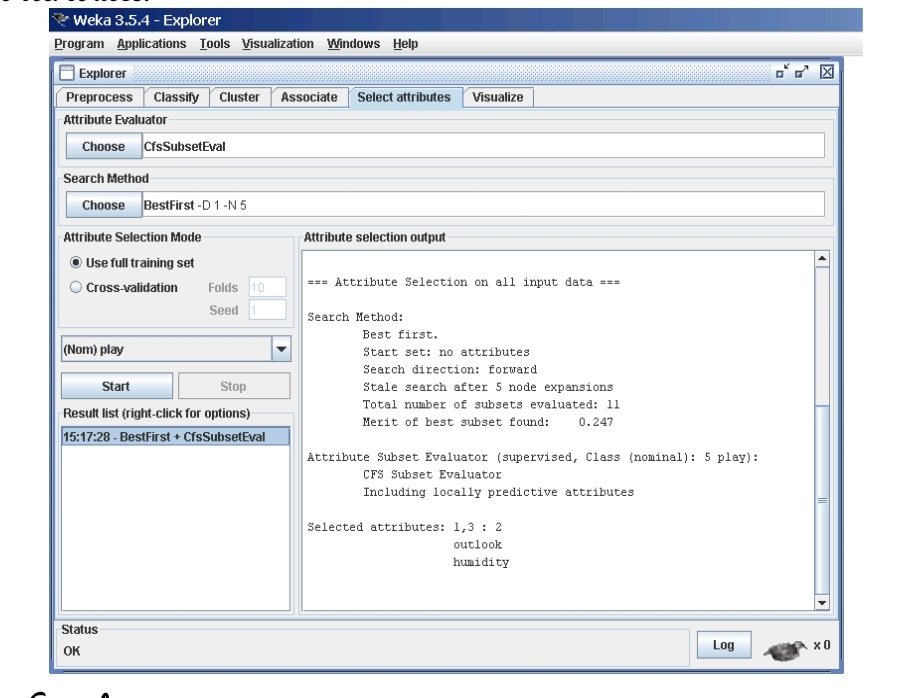 Weka 3.5.4 - Explorer
Program Applications Tools Visualization Windows Help
Explorer
Preprocess Classify Cluster Associate Select attributes Visualize
Attribute Evaluator
Choose CfsSubsetEval
Search Method
Choose BestFirst -D 1 -N 5
Attribute Selection Mode
Use full training set
Cross-validation Folds 10
Seed 1
(Nom) play
Start Stop
Result list (right-click for options)
15:17:28 - BestFirst + CfsSubsetEval
Attribute selection output
=== Attribute Selection on all input data ===
Search Method:
Best first.
Start set: no attributes
Search direction: forward
Stale search after 5 node expansions
Total number of subsets evaluated: 11
Merit of best subset found: 0.247
Attribute Subset Evaluator (supervised, Class (nominal): 5 play):
CFS Subset Evaluator
Including locally predictive attributes
Selected attributes: 1,3 : 2
outlook
humidity
Status
OK
Log x 0